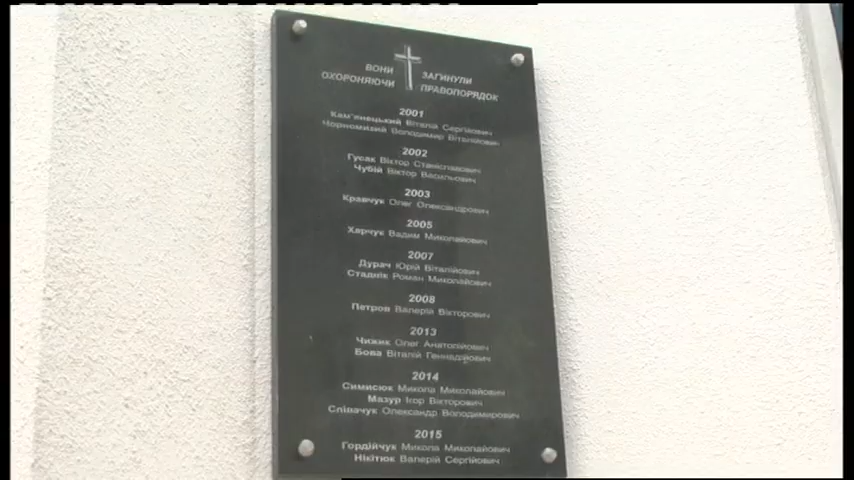 ВОНИ ЗАГИНУЛИ
ОХОРОНЯЮЧИ ПРАВОПОРЯДОК
2001
Кам'янецький Віталій Сергійович
Чорномизий Володимир Віталійович
2002
Гусак Віктор Станіславович
Чубій Віктор Васильович
2003
Кравчук Олег Олександрович
2005
Харчук Вадим Миколайович
2007
Дурач Юрій Віталійович
Стаднік Роман Миколайович
2008
Петров Валерій Вікторович
2013
Чижик Олег Анатолійович
Бова Віталій Геннадійович
2014
Симисюк Микола Миколайович
Мазур Ігор Вікторович
Слівачук Олександр Володимирович
2015
Гордійчук Микола Миколайович
Нікітюк Валерій Сергійович